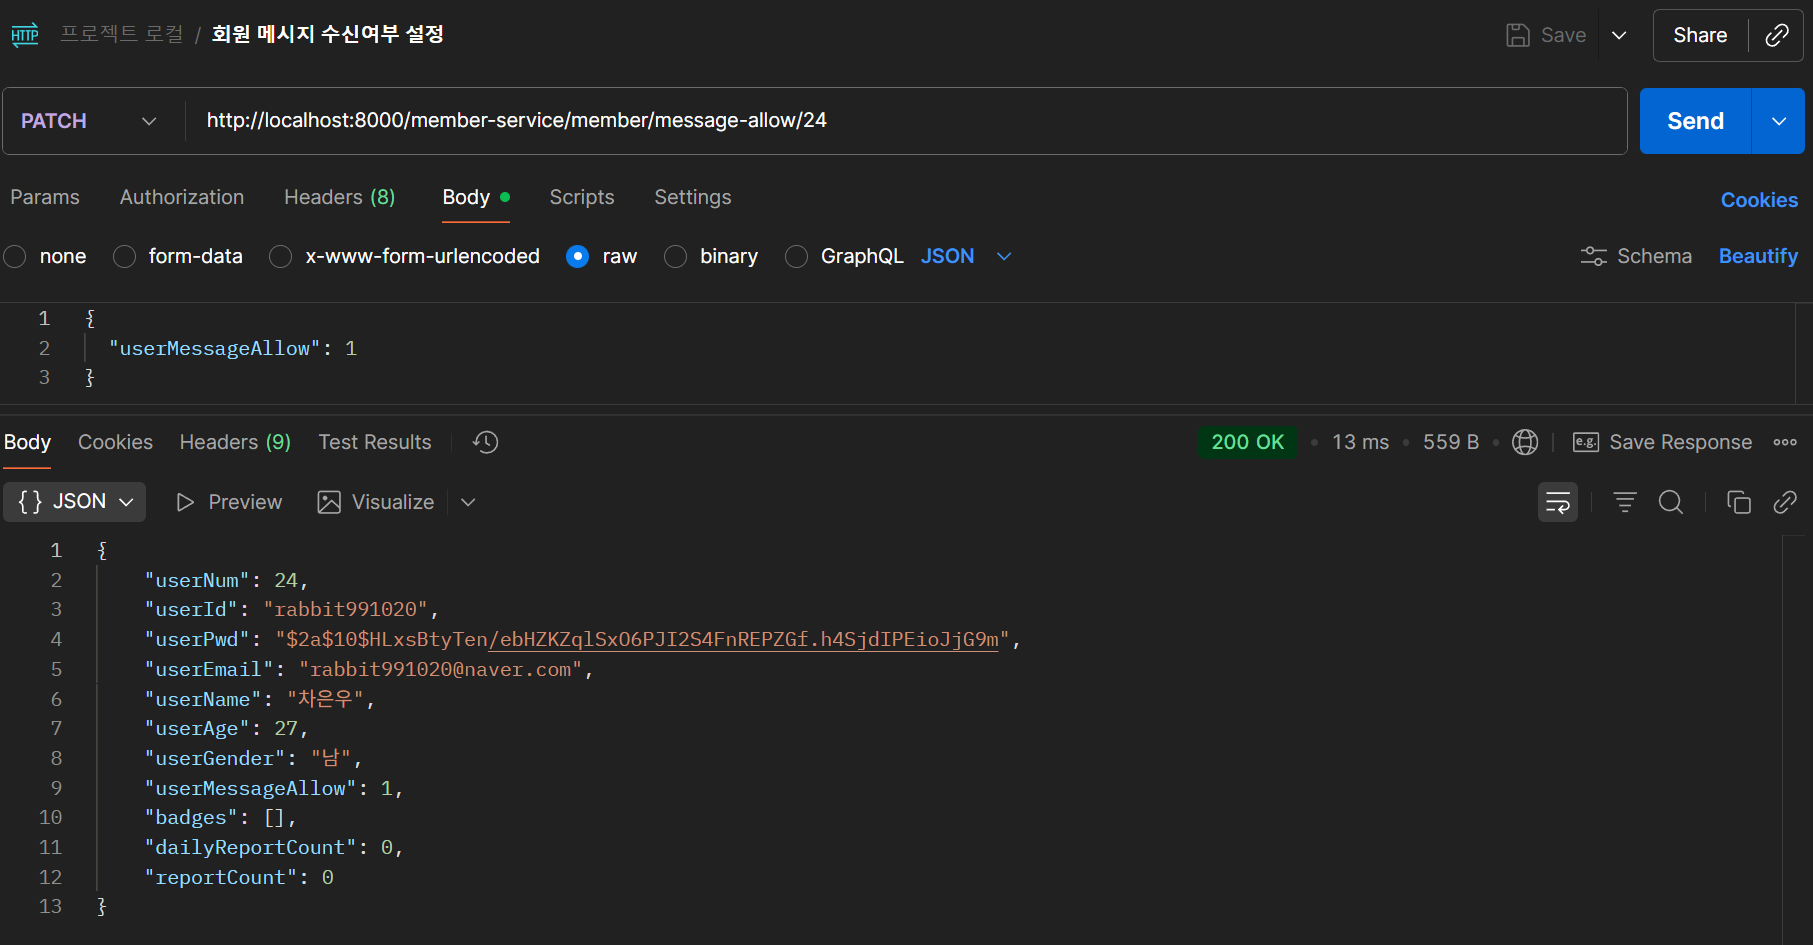 HTTP 프로젝트 로컬 / 회원 메시지 수신여부 설정 Save Share
PATCH http://localhost:8000/member-service/member/message-allow/24 Send
Params Authorization Headers (8) Body Scripts Settings Cookies
none form-data x-www-form-urlencoded raw binary GraphQL JSON Schema Beautify
1 {
2 "userMessageAllow": 1
3 }
Body Cookies Headers (9) Test Results 200 OK • 13 ms • 559 B • e.g. Save Response
{} JSON Preview Visualize
1 {
2 "userNum": 24,
3 "userId": "rabbit991020",
4 "userPwd": "$2a$10$HLxsBtyTen/ebHZKZqlSxO6PJI2S4FnREPZGf.h4SjdIPEioJjG9m",
5 "userEmail": "rabbit991020@naver.com",
6 "userName": "차은우",
7 "userAge": 27,
8 "userGender": "남",
9 "userMessageAllow": 1,
10 "badges": [],
11 "dailyReportCount": 0,
12 "reportCount": 0
13 }